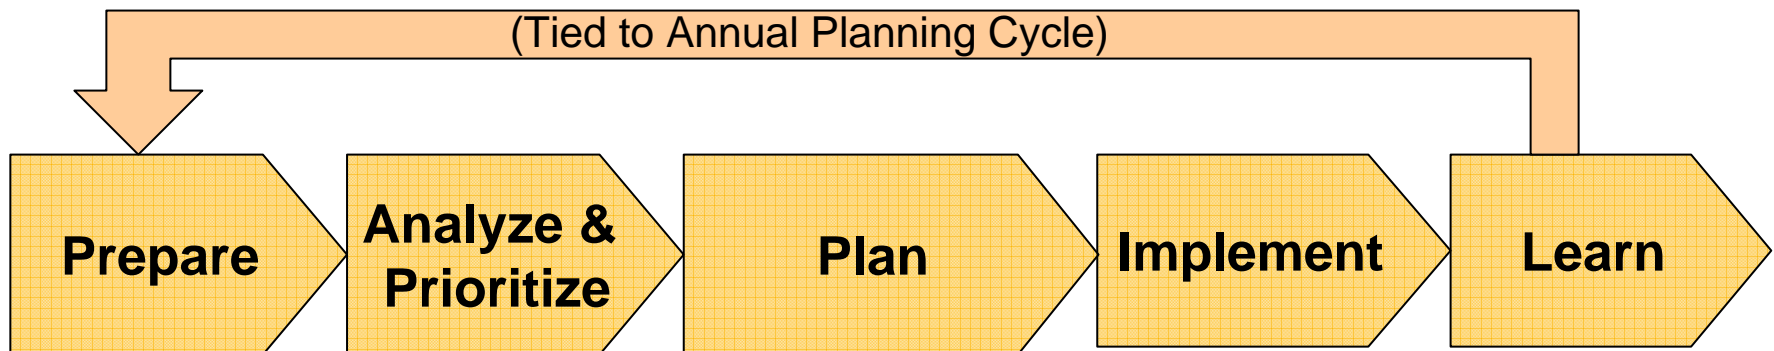 (Tied to Annual Planning Cycle)
Prepare
Analyze &
Prioritize
Plan
Implement
Learn